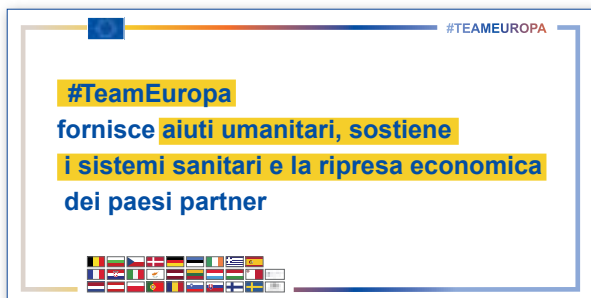 #TEAMEUROPA
#TeamEuropa
fornisce aiuti umanitari, sostiene
i sistemi sanitari e la ripresa economica
dei paesi partner